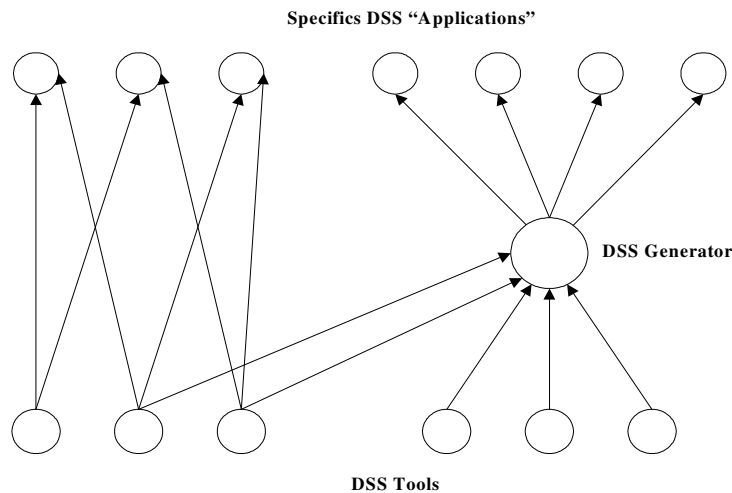 Specifics DSS “Applications”
DSS Generator
DSS Tools